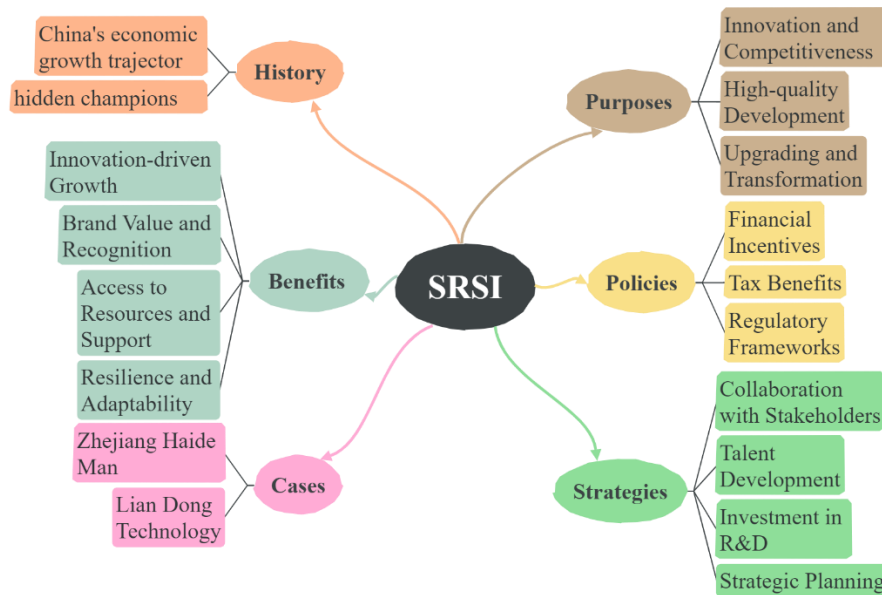 SRSI
History
China's economic
growth trajector
hidden champions
Benefits
Innovation-driven
Growth
Brand Value and
Recognition
Access to
Resources and
Support
Resilience and
Adaptability
Cases
Zhejiang Haide
Man
Lian Dong
Technology
Purposes
Innovation and
Competitiveness
High-quality
Development
Upgrading and
Transformation
Policies
Financial
Incentives
Tax Benefits
Regulatory
Frameworks
Strategies
Collaboration
with Stakeholders
Talent
Development
Investment in
R&D
Strategic Planning